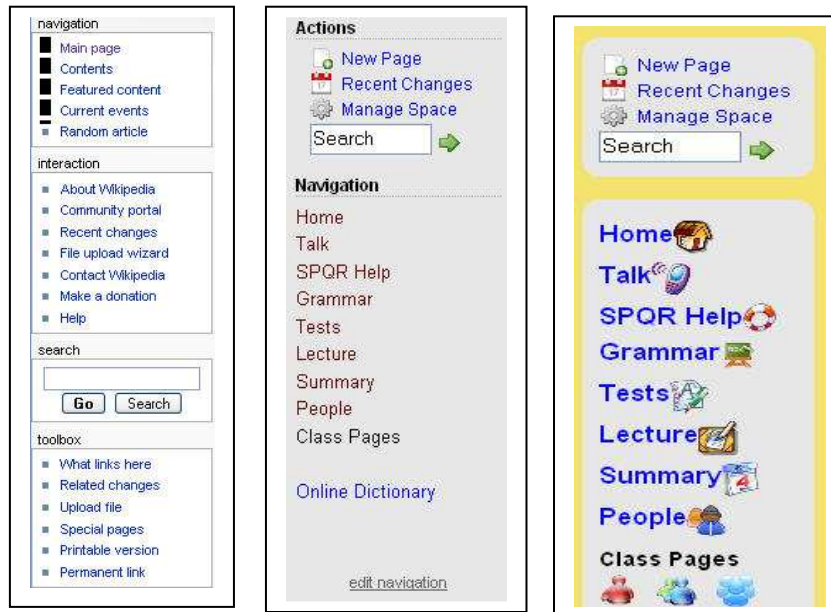 navigation
Main page
Contents
Featured content
Current events
Random article
interaction
About Wikipedia
Community portal
Recent changes
File upload wizard
Contact Wikipedia
Make a donation
Help
search
Go Search
toolbox
What links here
Related changes
Upload file
Special pages
Printable version
Permanent link
Actions
New Page
17 Recent Changes
Manage Space
Search
Navigation
Home
Talk
SPQR Help
Grammar
Tests
Lecture
Summary
People
Class Pages
Online Dictionary
edit navigation
New Page
17 Recent Changes
Manage Space
Search
Home
Talk
SPQR Help
Grammar
Tests
Lecture
Summary 4
People
Class Pages